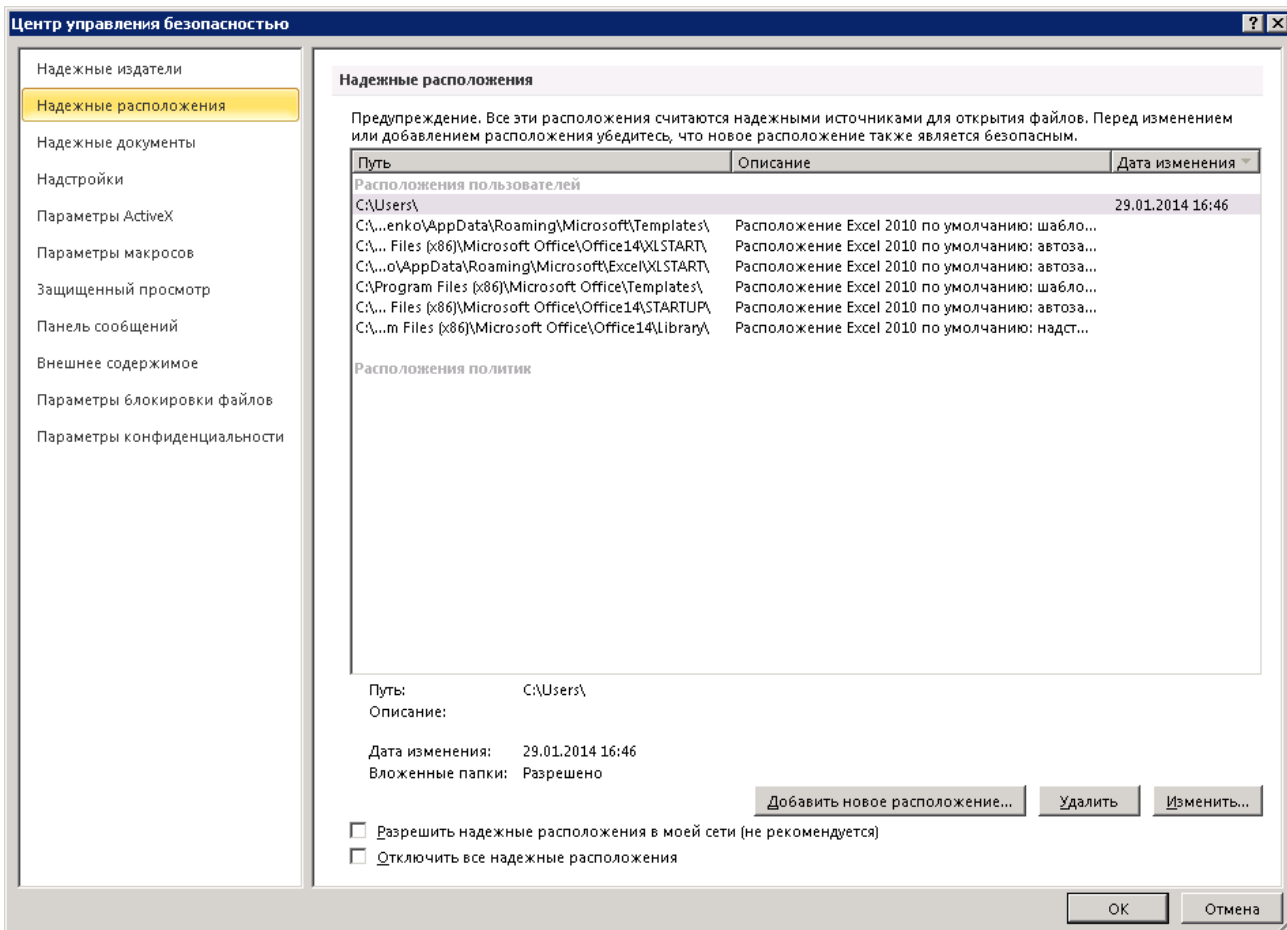 Центр управления безопасностью
Надежные издатели
Надежные расположения
Надежные документы
Надстройки
Параметры ActiveX
Параметры макросов
Защищенный просмотр
Панель сообщений
Внешнее содержимое
Параметры блокировки файлов
Параметры конфиденциальности
Надежные расположения
Предупреждение. Все эти расположения считаются надежными источниками для открытия файлов. Перед изменением
или добавлением расположения убедитесь, что новое расположение также является безопасным.
Путь Описание Дата изменения
Расположения пользователей
C:\Users\ 29.01.2014 16:46
C:\...enko\AppData\Roaming\Microsoft\Templates\ Расположение Excel 2010 по умолчанию: шабло...
C:\... Files (x86)\Microsoft Office\Office14\XLSTART\ Расположение Excel 2010 по умолчанию: автоза...
C:\...o\AppData\Roaming\Microsoft\Excel\XLSTART\ Расположение Excel 2010 по умолчанию: автоза...
C:\Program Files (x86)\Microsoft Office\Templates\ Расположение Excel 2010 по умолчанию: шабло...
C:\... Files (x86)\Microsoft Office\Office14\STARTUP\ Расположение Excel 2010 по умолчанию: автоза...
C:\...m Files (x86)\Microsoft Office\Office14\Library\ Расположение Excel 2010 по умолчанию: надст...
Расположения политик
Путь: C:\Users\
Описание:
Дата изменения: 29.01.2014 16:46
Вложенные папки: Разрешено
Добавить новое расположение... Удалить Изменить...
Разрешить надежные расположения в моей сети (не рекомендуется)
Отключить все надежные расположения
ОК Отмена